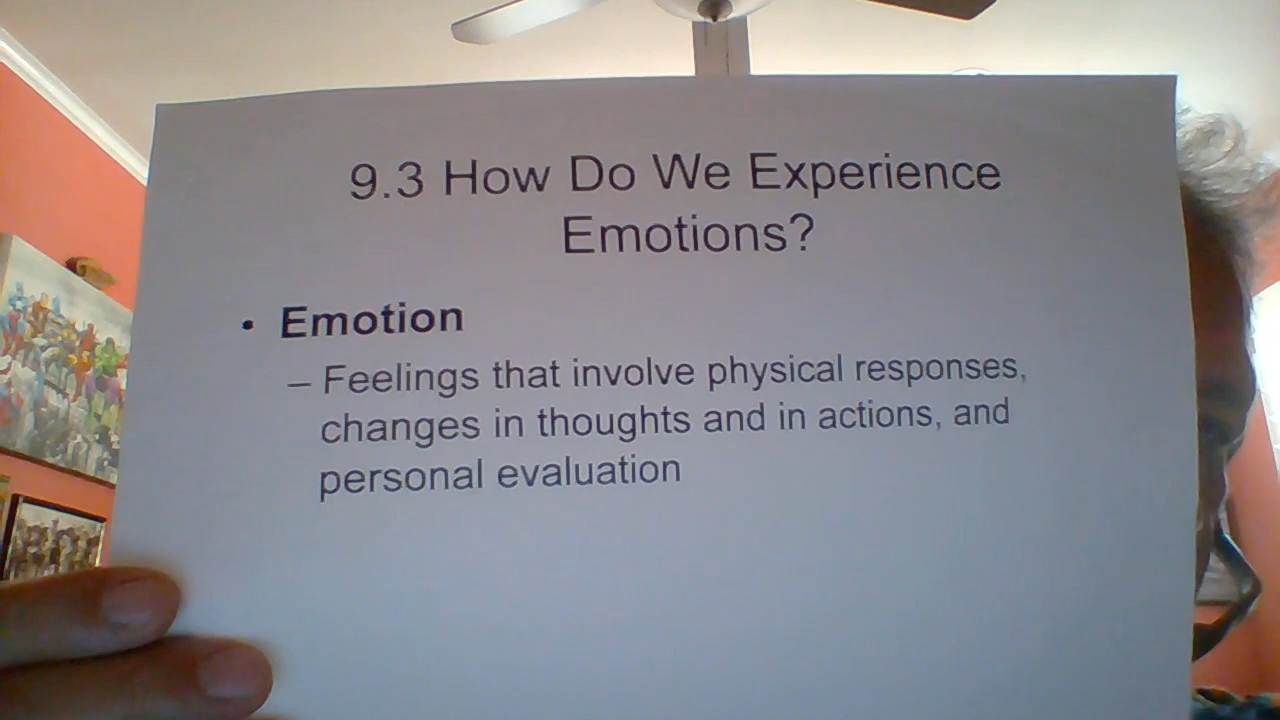 9.3 How Do We Experience
Emotions?
• Emotion
– Feelings that involve physical responses,
changes in thoughts and in actions, and
personal evaluation